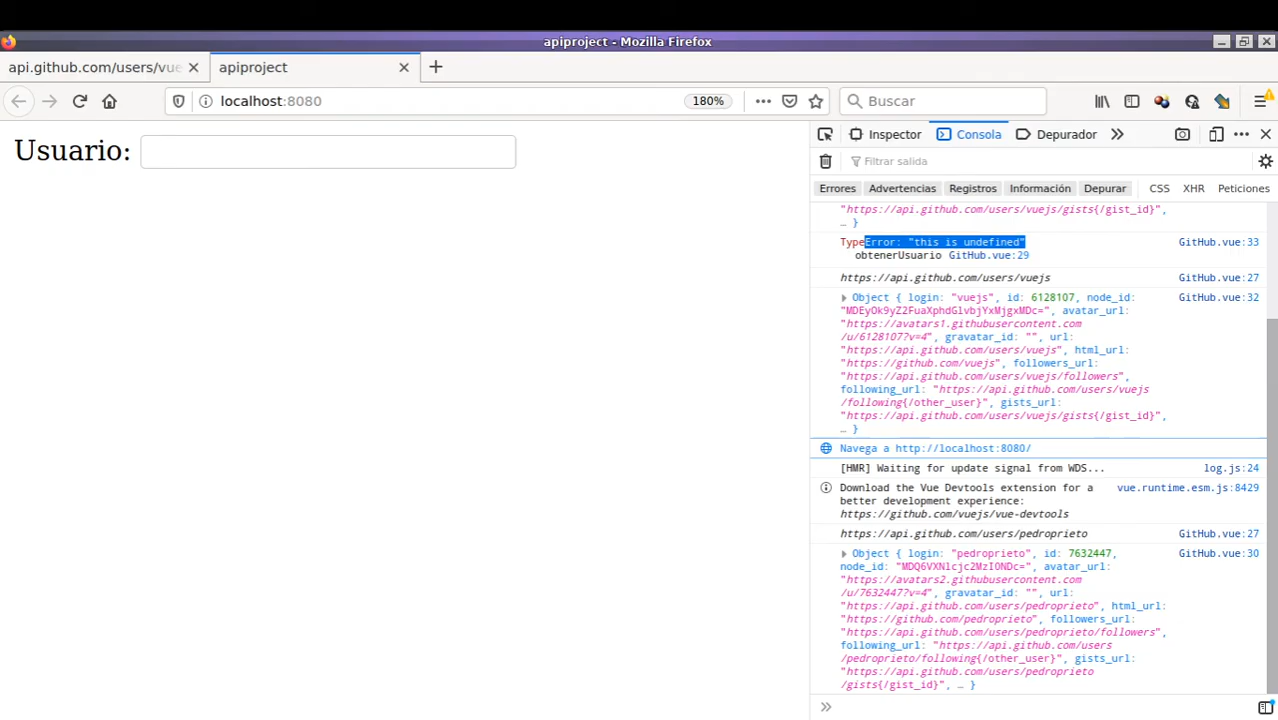 apiproject - Mozilla Firefox
api.github.com/users/vue
apiproject
localhost:8080
180%
Buscar
Usuario:
Inspector
Consola
Depurador
Filtrar salida
Errores
Advertencias
Registros
Información
Depurar
CSS
XHR
Peticiones
"https://api.github.com/users/vuejs/gists{/gist_id}",
… }
TypeError: "this is undefined" GitHub.vue:33
obtenerUsuario GitHub.vue:29
https://api.github.com/users/vuejs GitHub.vue:27
Object { login: "vuejs", id: 6128107, node_id: GitHub.vue:32
"MDEyOk9yZ2FuaXphdGlvbjYxMjgxMDc=", avatar_url:
"https://avatars1.githubusercontent.com
/u/6128107?v=4", gravatar_id: "", url:
"https://api.github.com/users/vuejs", html_url:
"https://github.com/vuejs", followers_url:
"https://api.github.com/users/vuejs/followers",
following_url: "https://api.github.com/users/vuejs
/following{/other_user}", gists_url:
"https://api.github.com/users/vuejs/gists{/gist_id}",
… }
Navega a http://localhost:8080/
[HMR] Waiting for update signal from WDS... log.js:24
Download the Vue Devtools extension for a vue.runtime.esm.js:8429
better development experience:
https://github.com/vuejs/vue-devtools
https://api.github.com/users/pedroprieto GitHub.vue:27
Object { login: "pedroprieto", id: 7632447, GitHub.vue:30
node_id: "MDQ6VXNlcjc2MzI0NDc=", avatar_url:
"https://avatars2.githubusercontent.com
/u/7632447?v=4", gravatar_id: "", url:
"https://api.github.com/users/pedroprieto", html_url:
"https://github.com/pedroprieto", followers_url:
"https://api.github.com/users/pedroprieto/followers",
following_url: "https://api.github.com/users
/pedroprieto/following{/other_user}", gists_url:
"https://api.github.com/users/pedroprieto
/gists{/gist_id}", … }